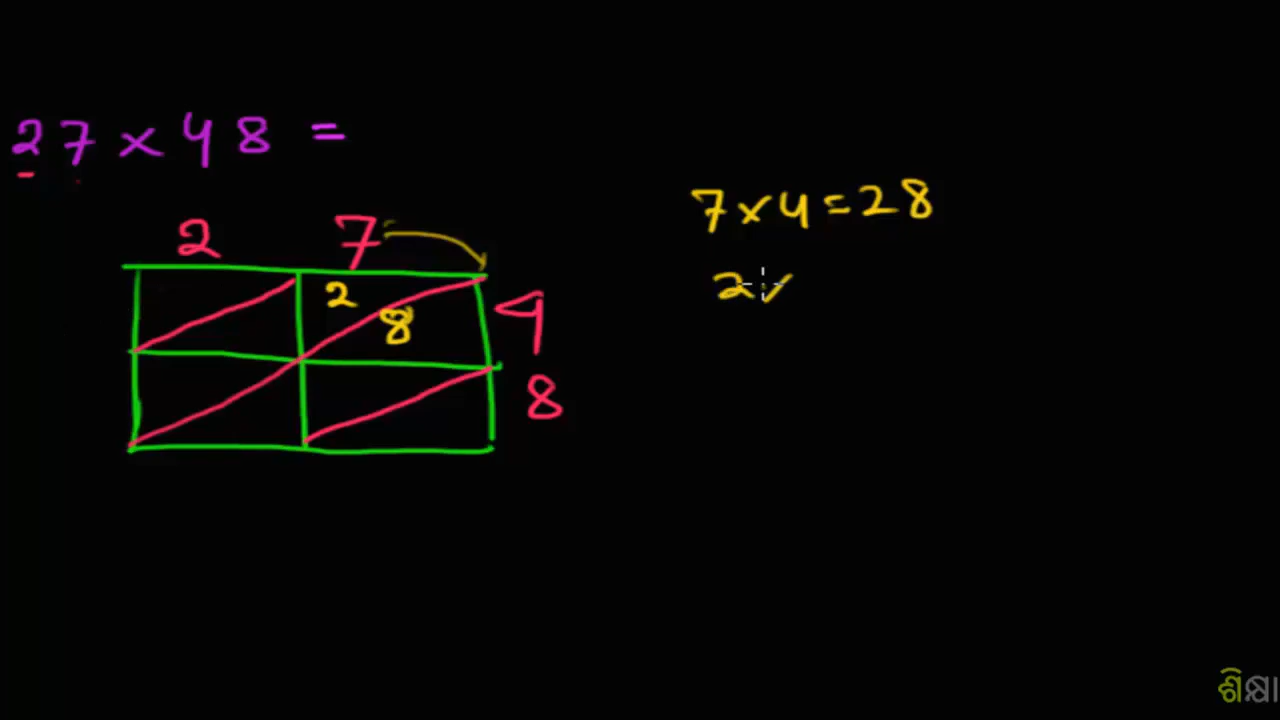 27 × 48 =
2 7
7 × 4 = 28
2 8 4
2 ×
8
ଶିକ୍ଷା